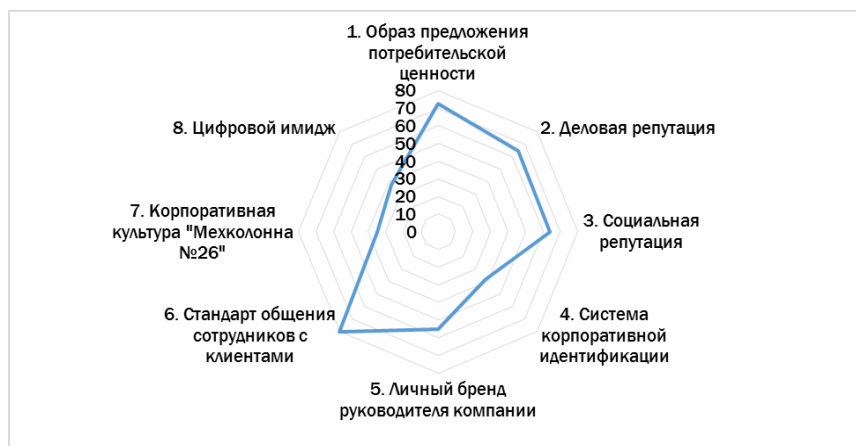 1. Образ предложения
потребительской
ценности
80
70
60
50
40
30
20
10
0
2. Деловая репутация
3. Социальная
репутация
4. Система
корпоративной
идентификации
5. Личный бренд
руководителя компании
6. Стандарт общения
сотрудников с
клиентами
7. Корпоративная
культура "Мехколонна
№26"
8. Цифровой имидж